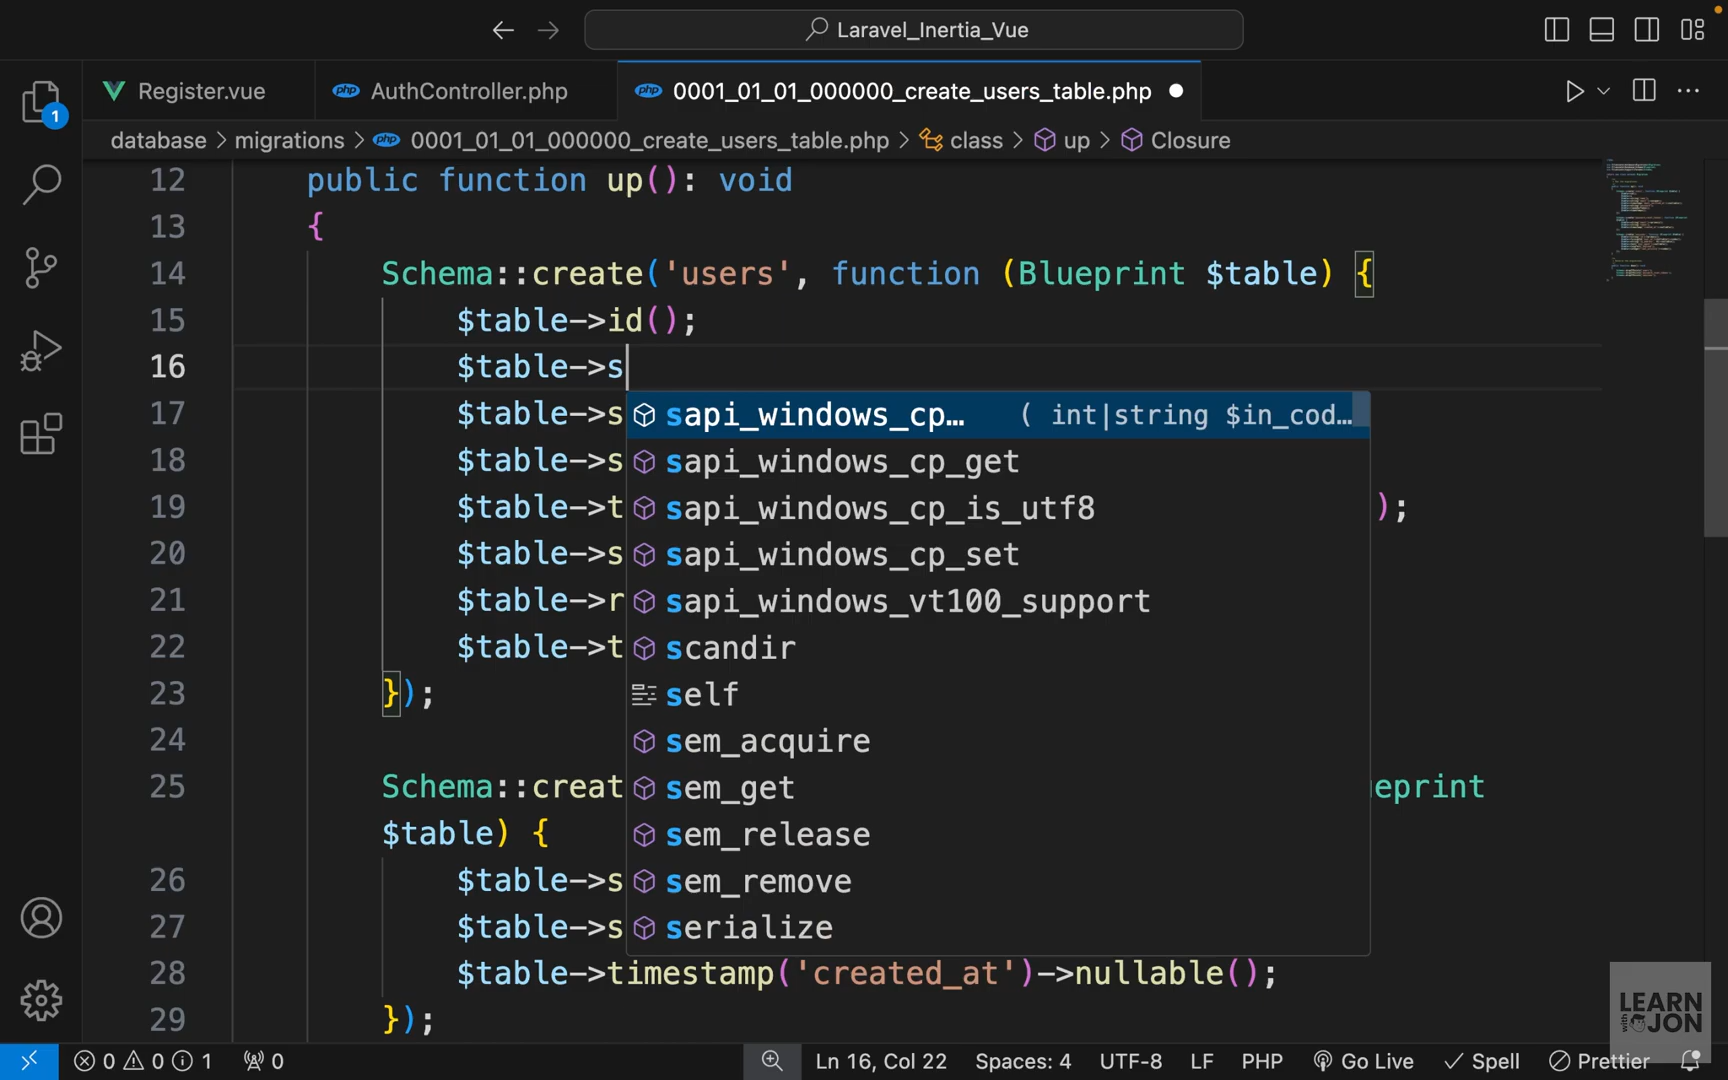 Laravel_Inertia_Vue
Register.vue
php AuthController.php
php 0001_01_01_000000_create_users_table.php
1
database > migrations > php 0001_01_01_000000_create_users_table.php > class > up > Closure
12 public function up(): void
13 {
14 Schema::create('users', function (Blueprint $table) {
15 $table->id();
16 $table->s
17 $table->s
18 $table->s
19 $table->t );
20 $table->s
21 $table->r
22 $table->t
23 });
24
25 Schema::creat eprint
$table) {
26 $table->s
27 $table->s
28 $table->timestamp('created_at')->nullable();
29 });
sapi_windows_cp… ( int|string $in_cod…
sapi_windows_cp_get
sapi_windows_cp_is_utf8
sapi_windows_cp_set
sapi_windows_vt100_support
scandir
self
sem_acquire
sem_get
sem_release
sem_remove
serialize
LEARN
with JON
0 0 1 0 Ln 16, Col 22 Spaces: 4 UTF-8 LF PHP Go Live Spell Prettier